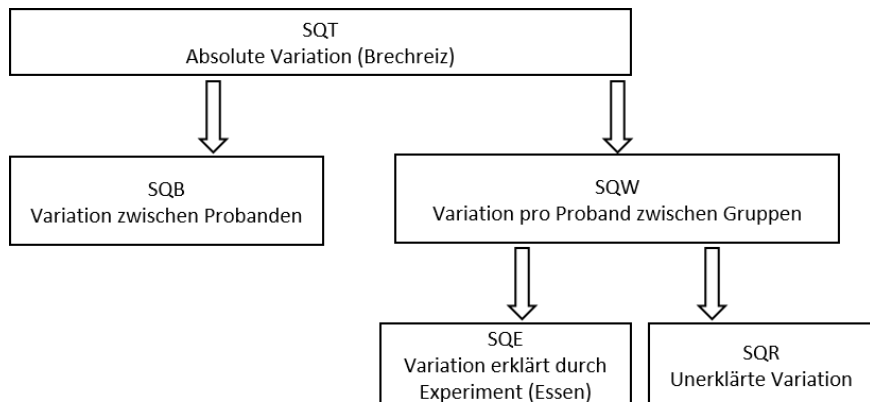 SQT
Absolute Variation (Brechreiz)
SQB
Variation zwischen Probanden
SQW
Variation pro Proband zwischen Gruppen
SQE
Variation erklärt durch
Experiment (Essen)
SQR
Unerklärte Variation